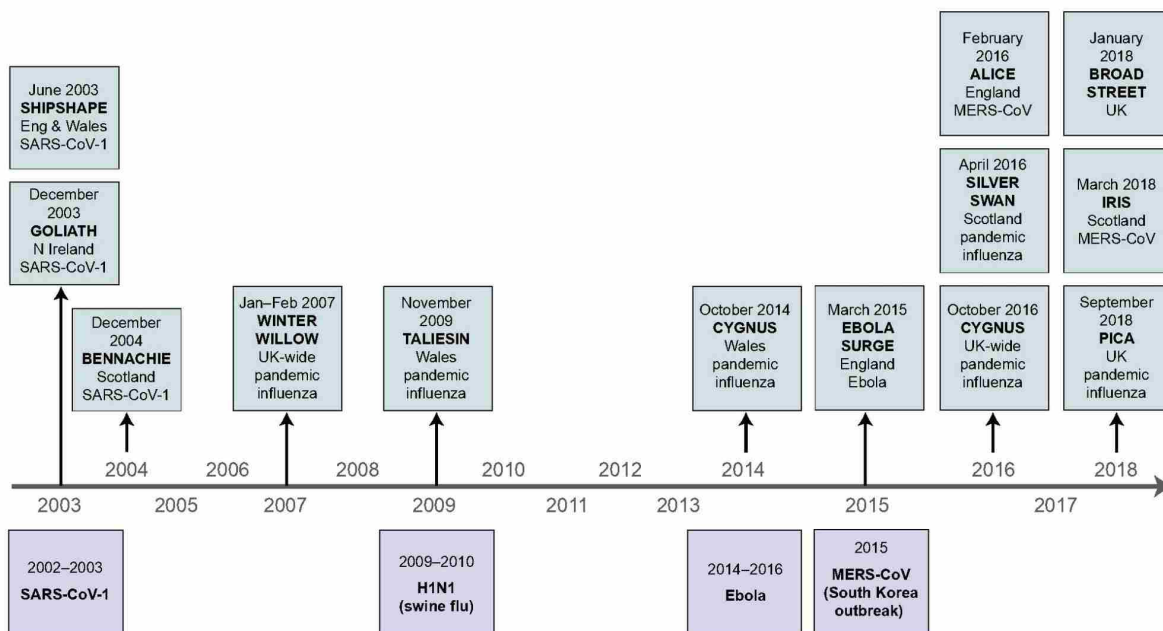 June 2003
SHIPSHAPE
Eng & Wales
SARS-CoV-1
December
2003
GOLIATH
N Ireland
SARS-CoV-1
December
2004
BENNACHIE
Scotland
SARS-CoV-1
Jan–Feb 2007
WINTER
WILLOW
UK-wide
pandemic
influenza
November
2009
TALIESIN
Wales
pandemic
influenza
October 2014
CYGNUS
Wales
pandemic
influenza
March 2015
EBOLA
SURGE
England
Ebola
February
2016
ALICE
England
MERS-CoV
April 2016
SILVER
SWAN
Scotland
pandemic
influenza
October 2016
CYGNUS
UK-wide
pandemic
influenza
January
2018
BROAD
STREET
UK
March 2018
IRIS
Scotland
MERS-CoV
September
2018
PICA
UK
pandemic
influenza
2004 2006 2008 2010 2012 2014 2016 2018
2003 2005 2007 2009 2011 2013 2015 2017
2002–2003
SARS-CoV-1
2009–2010
H1N1
(swine flu)
2014–2016
Ebola
2015
MERS-CoV
(South Korea
outbreak)